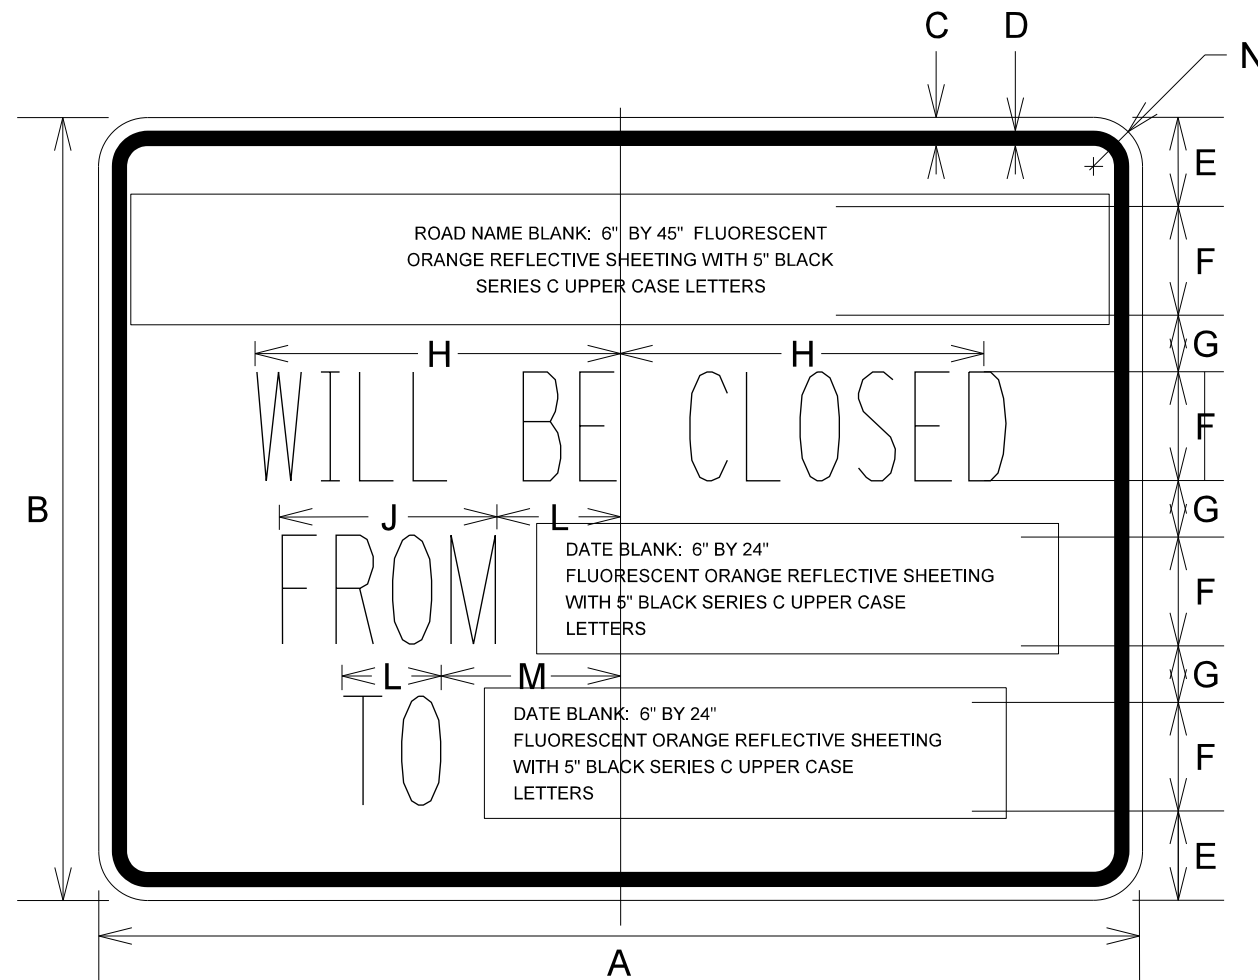 C D
N
E
ROAD NAME BLANK: 6" BY 45" FLUORESCENT
ORANGE REFLECTIVE SHEETING WITH 5" BLACK
SERIES C UPPER CASE LETTERS
F
H H G
WILL BE CLOSED
F
B
J L G
FROM
DATE BLANK: 6" BY 24"
FLUORESCENT ORANGE REFLECTIVE SHEETING
WITH 5" BLACK SERIES C UPPER CASE
LETTERS
F
L M G
TO
DATE BLANK: 6" BY 24"
FLUORESCENT ORANGE REFLECTIVE SHEETING
WITH 5" BLACK SERIES C UPPER CASE
LETTERS
F
E
A